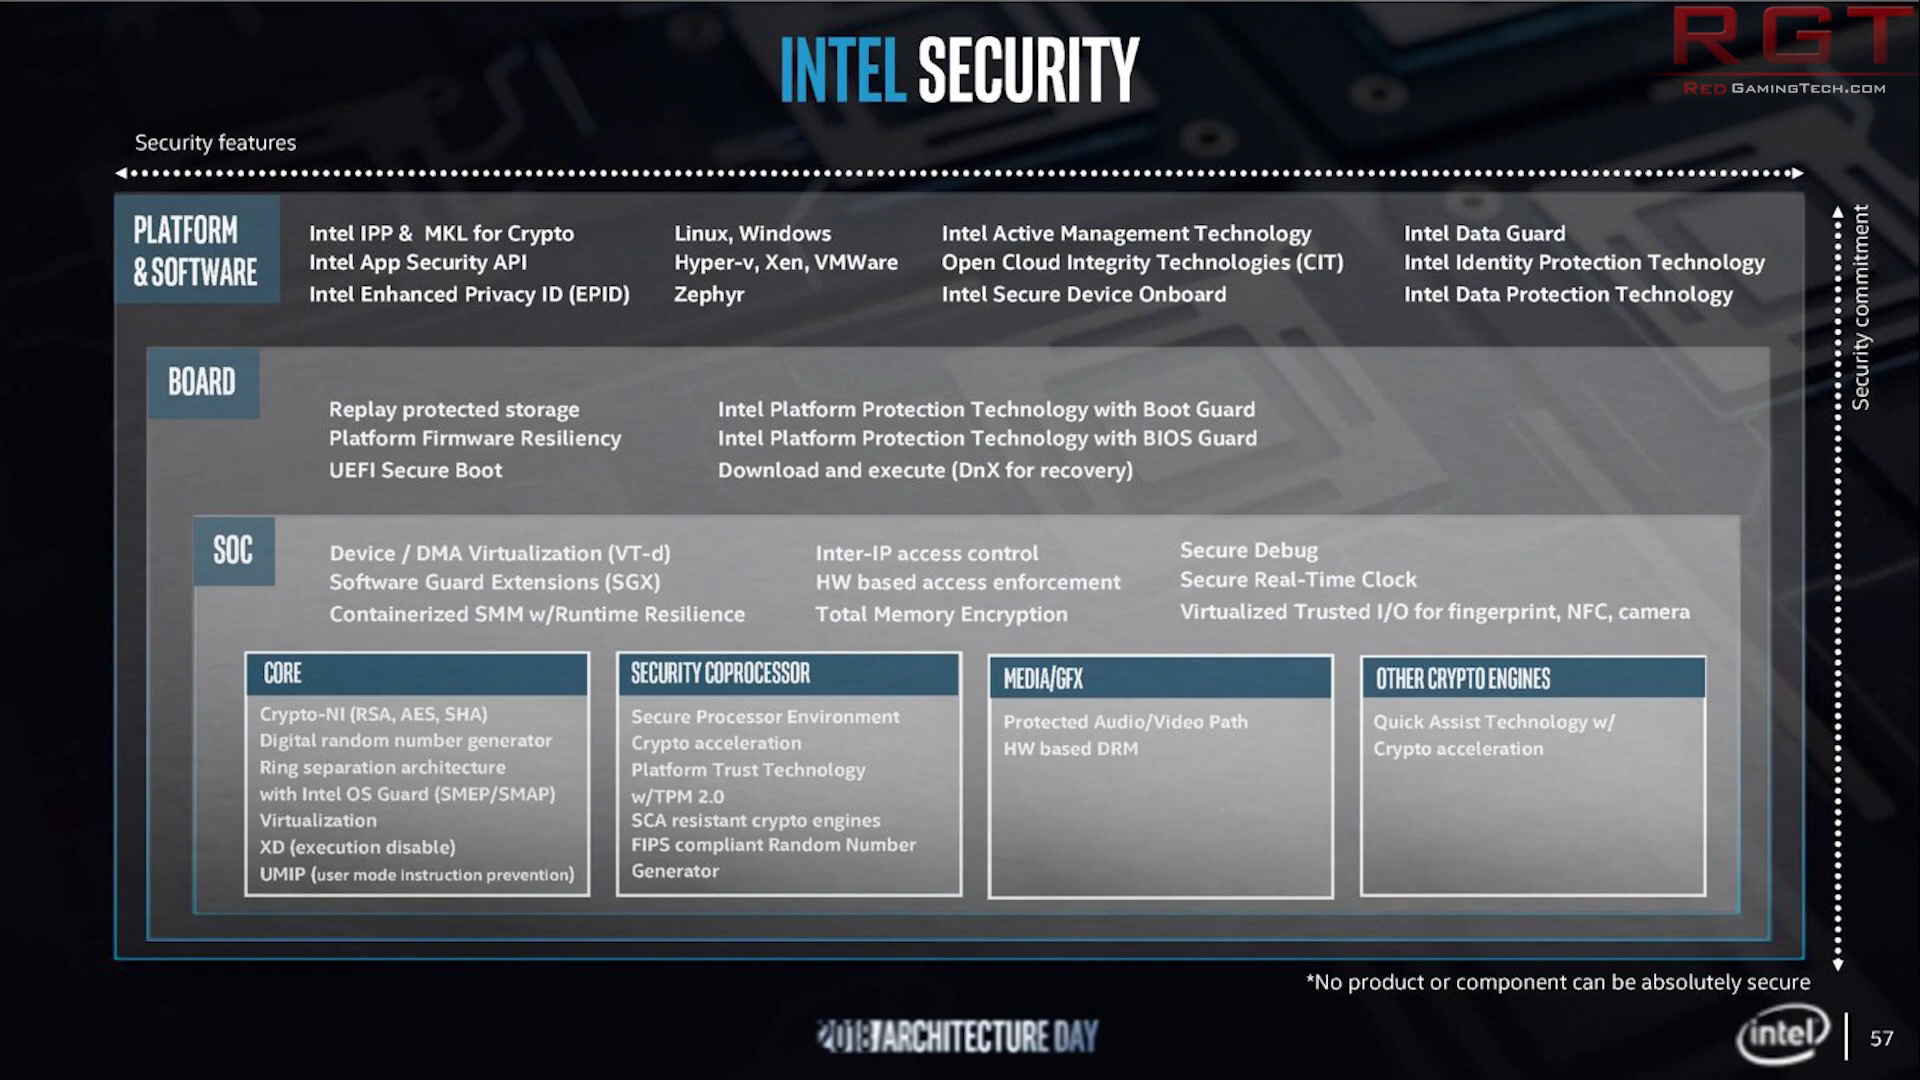 RGT
RED GAMINGTECH.COM
INTEL SECURITY
Security features
Security commitment
PLATFORM
& SOFTWARE
Intel IPP & MKL for Crypto
Intel App Security API
Intel Enhanced Privacy ID (EPID)
Linux, Windows
Hyper-v, Xen, VMWare
Zephyr
Intel Active Management Technology
Open Cloud Integrity Technologies (CIT)
Intel Secure Device Onboard
Intel Data Guard
Intel Identity Protection Technology
Intel Data Protection Technology
BOARD
Replay protected storage
Platform Firmware Resiliency
UEFI Secure Boot
Intel Platform Protection Technology with Boot Guard
Intel Platform Protection Technology with BIOS Guard
Download and execute (DnX for recovery)
SOC
Device / DMA Virtualization (VT-d)
Software Guard Extensions (SGX)
Containerized SMM w/Runtime Resilience
Inter-IP access control
HW based access enforcement
Total Memory Encryption
Secure Debug
Secure Real-Time Clock
Virtualized Trusted I/O for fingerprint, NFC, camera
CORE
Crypto-NI (RSA, AES, SHA)
Digital random number generator
Ring separation architecture
with Intel OS Guard (SMEP/SMAP)
Virtualization
XD (execution disable)
UMIP (user mode instruction prevention)
SECURITY COPROCESSOR
Secure Processor Environment
Crypto acceleration
Platform Trust Technology
w/TPM 2.0
SCA resistant crypto engines
FIPS compliant Random Number
Generator
MEDIA/GFX
Protected Audio/Video Path
HW based DRM
OTHER CRYPTO ENGINES
Quick Assist Technology w/
Crypto acceleration
*No product or component can be absolutely secure
2018 ARCHITECTURE DAY
intel
57